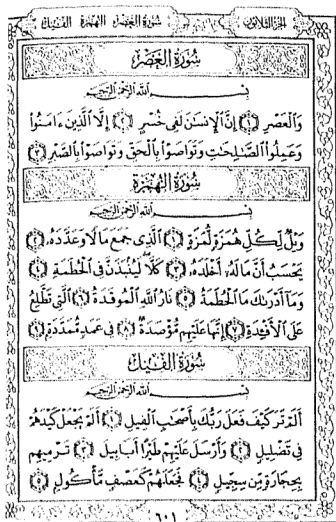 الجزء الثلاثون سورة العصر الهمزة الفيل
سُورَةُ الْعَصْرِ
بِسْمِ اللَّهِ الرَّحْمَٰنِ الرَّحِيمِ
وَالْعَصْرِ ۝١ إِنَّ الْإِنسَانَ لَفِي خُسْرٍ ۝٢ إِلَّا الَّذِينَ ءَامَنُوا
وَعَمِلُوا الصَّالِحَاتِ وَتَوَاصَوْا بِالْحَقِّ وَتَوَاصَوْا بِالصَّبْرِ ۝٣
سُورَةُ الْهُمَزَةِ
بِسْمِ اللَّهِ الرَّحْمَٰنِ الرَّحِيمِ
وَيْلٌ لِّكُلِّ هُمَزَةٍ لُّمَزَةٍ ۝١ الَّذِي جَمَعَ مَالًا وَعَدَّدَهُ ۝٢
يَحْسَبُ أَنَّ مَالَهُ أَخْلَدَهُ ۝٣ كَلَّا لَيُنبَذَنَّ فِي الْحُطَمَةِ ۝٤
وَمَا أَدْرَاكَ مَا الْحُطَمَةُ ۝٥ نَارُ اللَّهِ الْمُوقَدَةُ ۝٦ الَّتِي تَطَّلِعُ
عَلَى الْأَفْئِدَةِ ۝٧ إِنَّهَا عَلَيْهِم مُّؤْصَدَةٌ ۝٨ فِي عَمَدٍ مُّمَدَّدَةٍ ۝٩
سُورَةُ الْفِيلِ
بِسْمِ اللَّهِ الرَّحْمَٰنِ الرَّحِيمِ
أَلَمْ تَرَ كَيْفَ فَعَلَ رَبُّكَ بِأَصْحَابِ الْفِيلِ ۝١ أَلَمْ يَجْعَلْ كَيْدَهُمْ
فِي تَضْلِيلٍ ۝٢ وَأَرْسَلَ عَلَيْهِمْ طَيْرًا أَبَابِيلَ ۝٣ تَرْمِيهِم
بِحِجَارَةٍ مِّن سِجِّيلٍ ۝٤ فَجَعَلَهُمْ كَعَصْفٍ مَّأْكُولٍ ۝٥
٦٠١